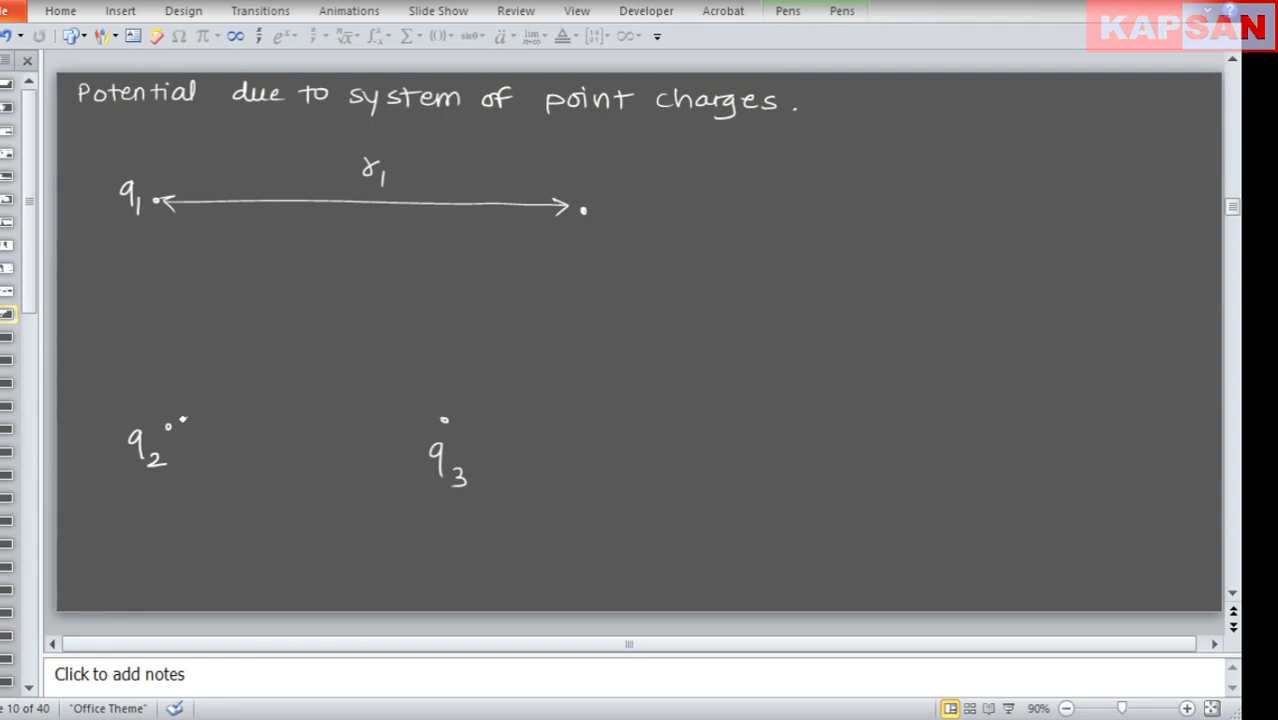 Home Insert Design Transitions Animations Slide Show Review View Developer Acrobat Pens Pens
KAPSAN
Potential due to system of point charges.
r1
q1
q2
q3
Click to add notes
e 10 of 40 "Office Theme" 90%